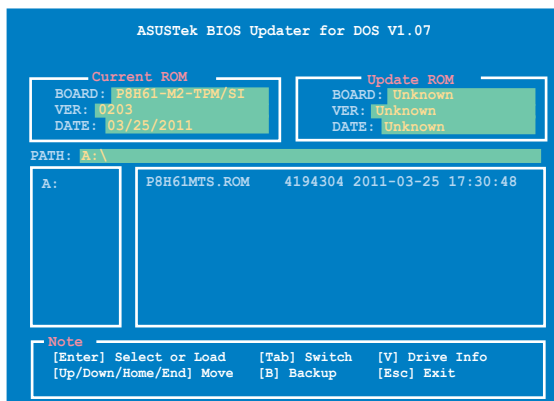 ASUSTek BIOS Updater for DOS V1.07
Current ROM
BOARD: P8H61-M2-TPM/SI
VER: 0203
DATE: 03/25/2011
Update ROM
BOARD: Unknown
VER: Unknown
DATE: Unknown
PATH: A:\
A:
P8H61MTS.ROM 4194304 2011-03-25 17:30:48
Note
[Enter] Select or Load [Tab] Switch [V] Drive Info
[Up/Down/Home/End] Move [B] Backup [Esc] Exit